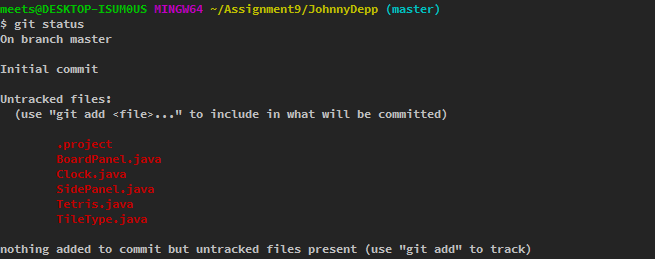 meets@DESKTOP-ISUM0US MINGW64 ~/Assignment9/JohnnyDepp (master)
$ git status
On branch master
Initial commit
Untracked files:
(use "git add <file>..." to include in what will be committed)
.project
BoardPanel.java
Clock.java
SidePanel.java
Tetris.java
TileType.java
nothing added to commit but untracked files present (use "git add" to track)